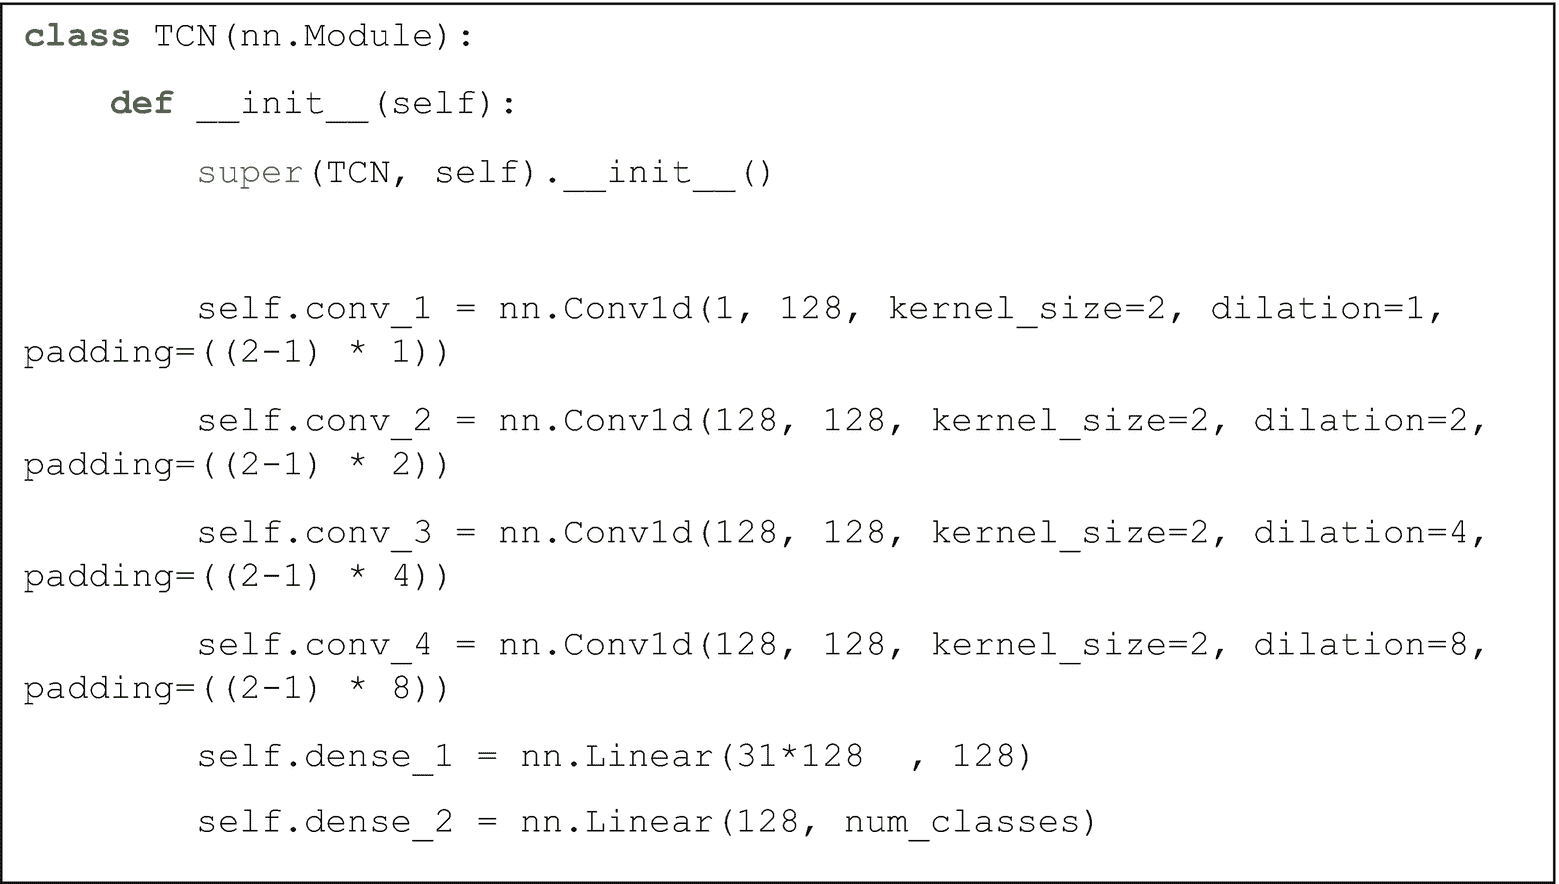 class TCN(nn.Module):
    def __init__(self):
        super(TCN, self).__init__()
        self.conv_1 = nn.Conv1d(1, 128, kernel_size=2, dilation=1,
padding=((2-1) * 1))
        self.conv_2 = nn.Conv1d(128, 128, kernel_size=2, dilation=2,
padding=((2-1) * 2))
        self.conv_3 = nn.Conv1d(128, 128, kernel_size=2, dilation=4,
padding=((2-1) * 4))
        self.conv_4 = nn.Conv1d(128, 128, kernel_size=2, dilation=8,
padding=((2-1) * 8))
        self.dense_1 = nn.Linear(31*128  , 128)
        self.dense_2 = nn.Linear(128, num_classes)